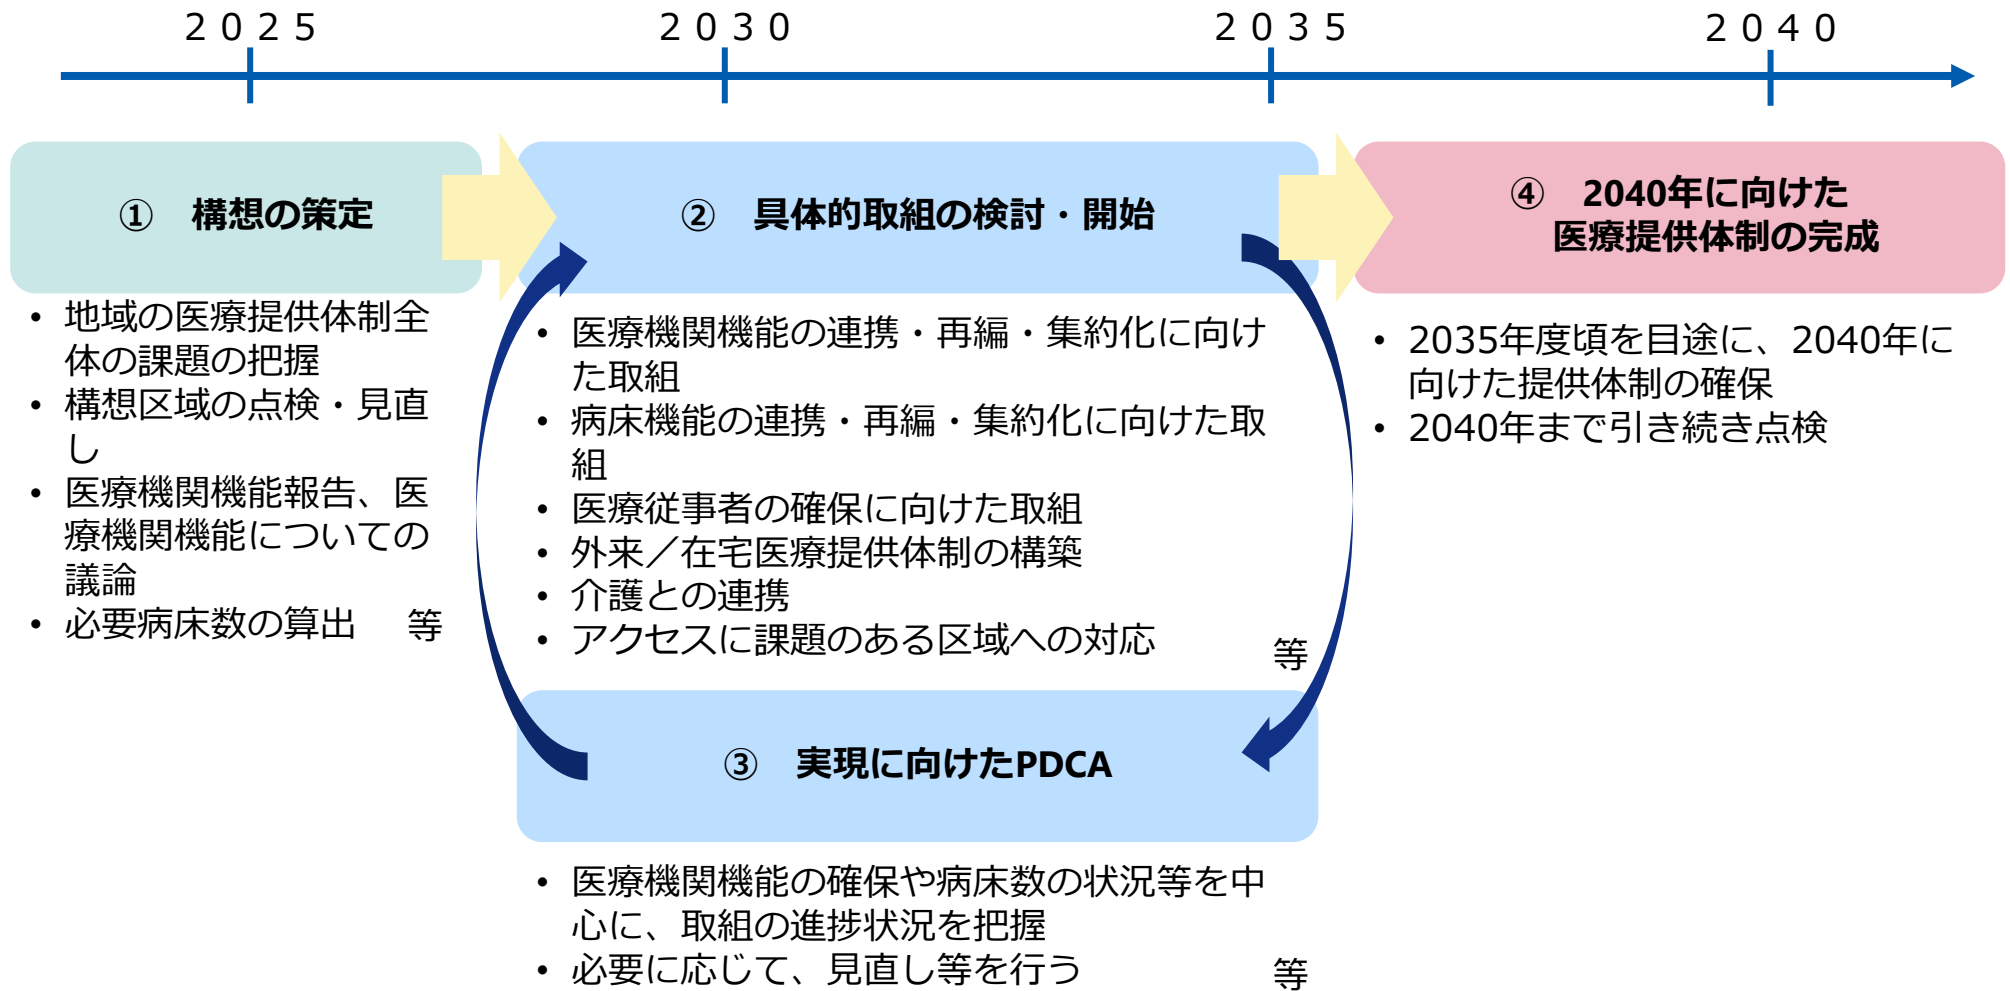 ２０２５
２０３０
２０３５
２０４０
①　構想の策定
• 地域の医療提供体制全
体の課題の把握
• 構想区域の点検・見直
し
• 医療機関機能報告、医
療機関機能についての
議論
• 必要病床数の算出　等
②　具体的取組の検討・開始
• 医療機関機能の連携・再編・集約化に向け
た取組
• 病床機能の連携・再編・集約化に向けた取
組
• 医療従事者の確保に向けた取組
• 外来／在宅医療提供体制の構築
• 介護との連携
• アクセスに課題のある区域への対応
等
③　実現に向けたPDCA
• 医療機関機能の確保や病床数の状況等を中
心に、取組の進捗状況を把握
• 必要に応じて、見直し等を行う　等
④　2040年に向けた
医療提供体制の完成
• 2035年度頃を目途に、2040年に
向けた提供体制の確保
• 2040年まで引き続き点検